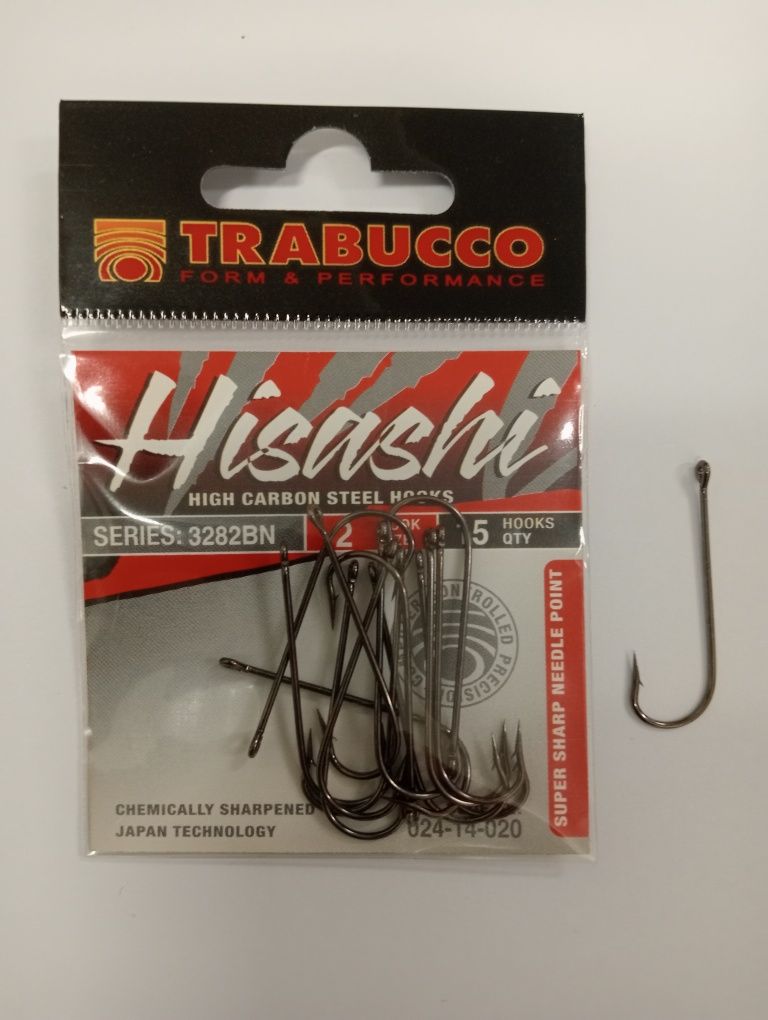 TRABUCCO
FORM & PERFORMANCE
Hisashi
HIGH CARBON STEEL HOOKS
SERIES: 3282BN
2
15
HOOKS
QTY
SUPER SHARP NEEDLE POINT
CHEMICALLY SHARPENED
JAPAN TECHNOLOGY
024-14-020